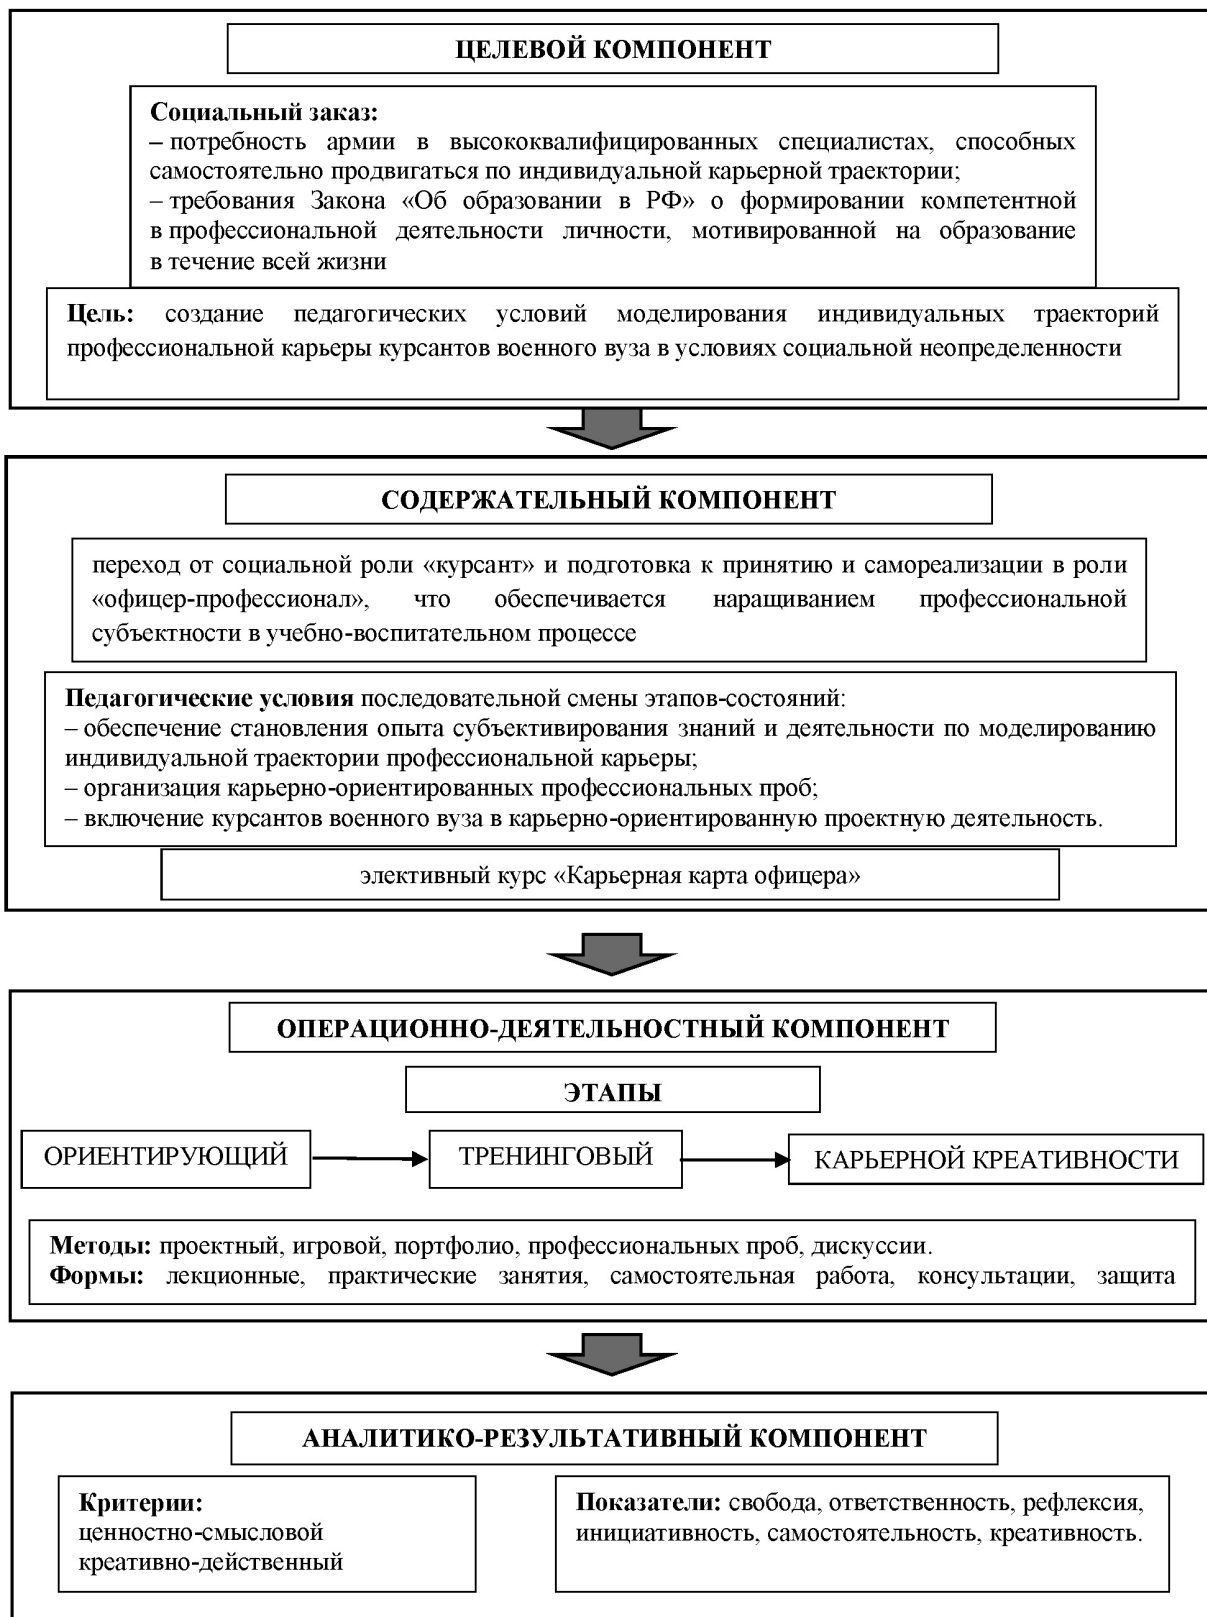 ЦЕЛЕВОЙ КОМПОНЕНТ
Социальный заказ:
– потребность армии в высококвалифицированных специалистах, способных
самостоятельно продвигаться по индивидуальной карьерной траектории;
– требования Закона «Об образовании в РФ» о формировании компетентной
в профессиональной деятельности личности, мотивированной на образование
в течение всей жизни
Цель: создание педагогических условий моделирования индивидуальных траекторий
профессиональной карьеры курсантов военного вуза в условиях социальной неопределенности
СОДЕРЖАТЕЛЬНЫЙ КОМПОНЕНТ
переход от социальной роли «курсант» и подготовка к принятию и самореализации в роли
«офицер-профессионал», что обеспечивается наращиванием профессиональной
субъектности в учебно-воспитательном процессе
Педагогические условия последовательной смены этапов-состояний:
– обеспечение становления опыта субъективирования знаний и деятельности по моделированию
индивидуальной траектории профессиональной карьеры;
– организация карьерно-ориентированных профессиональных проб;
– включение курсантов военного вуза в карьерно-ориентированную проектную деятельность.
элективный курс «Карьерная карта офицера»
ОПЕРАЦИОННО-ДЕЯТЕЛЬНОСТНЫЙ КОМПОНЕНТ
ЭТАПЫ
ОРИЕНТИРУЮЩИЙ
ТРЕНИНГОВЫЙ
КАРЬЕРНОЙ КРЕАТИВНОСТИ
Методы: проектный, игровой, портфолио, профессиональных проб, дискуссии.
Формы: лекционные, практические занятия, самостоятельная работа, консультации, защита
АНАЛИТИКО-РЕЗУЛЬТАТИВНЫЙ КОМПОНЕНТ
Критерии:
ценностно-смысловой
креативно-действенный
Показатели: свобода, ответственность, рефлексия,
инициативность, самостоятельность, креативность.